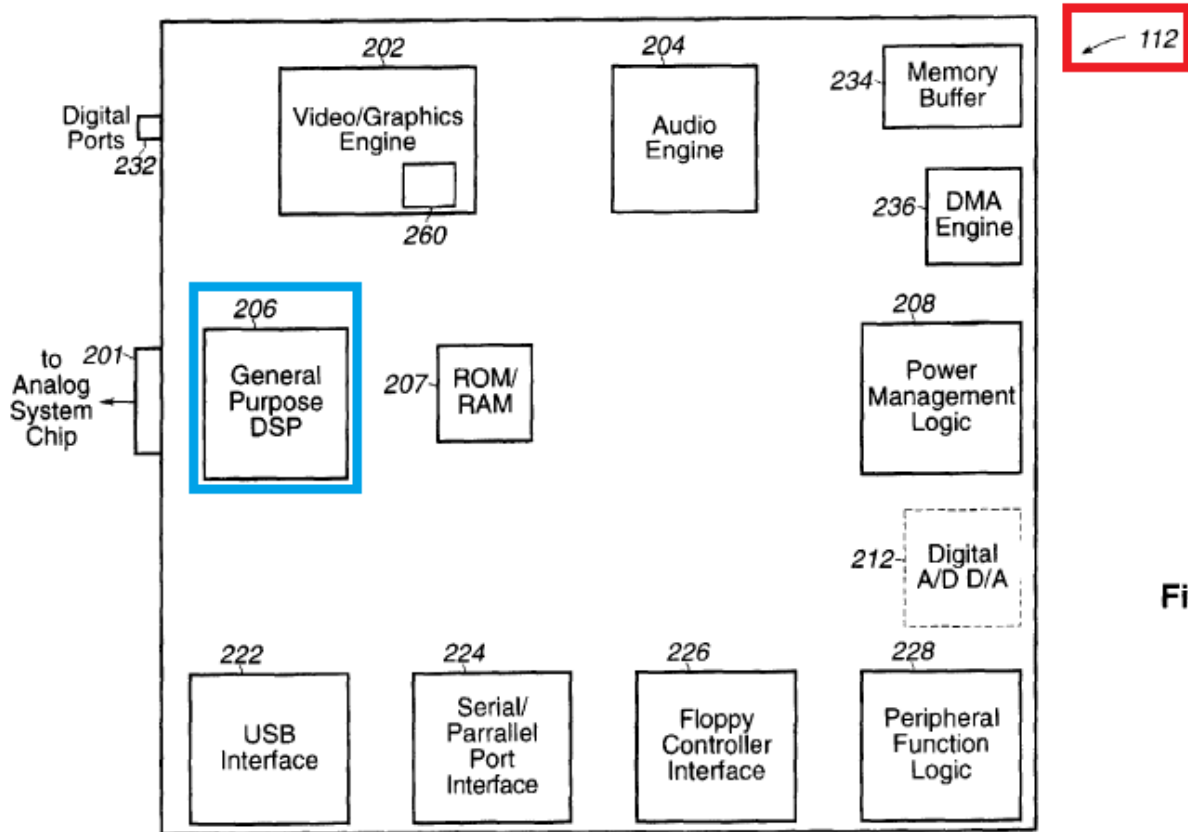 112
202
Video/Graphics
Engine
260
204
Audio
Engine
234
Memory
Buffer
Digital
Ports
232
236
DMA
Engine
206
General
Purpose
DSP
201
to
Analog
System
Chip
207
ROM/
RAM
208
Power
Management
Logic
212
Digital
A/D D/A
Fi
222
USB
Interface
224
Serial/
Parrallel
Port
Interface
226
Floppy
Controller
Interface
228
Peripheral
Function
Logic